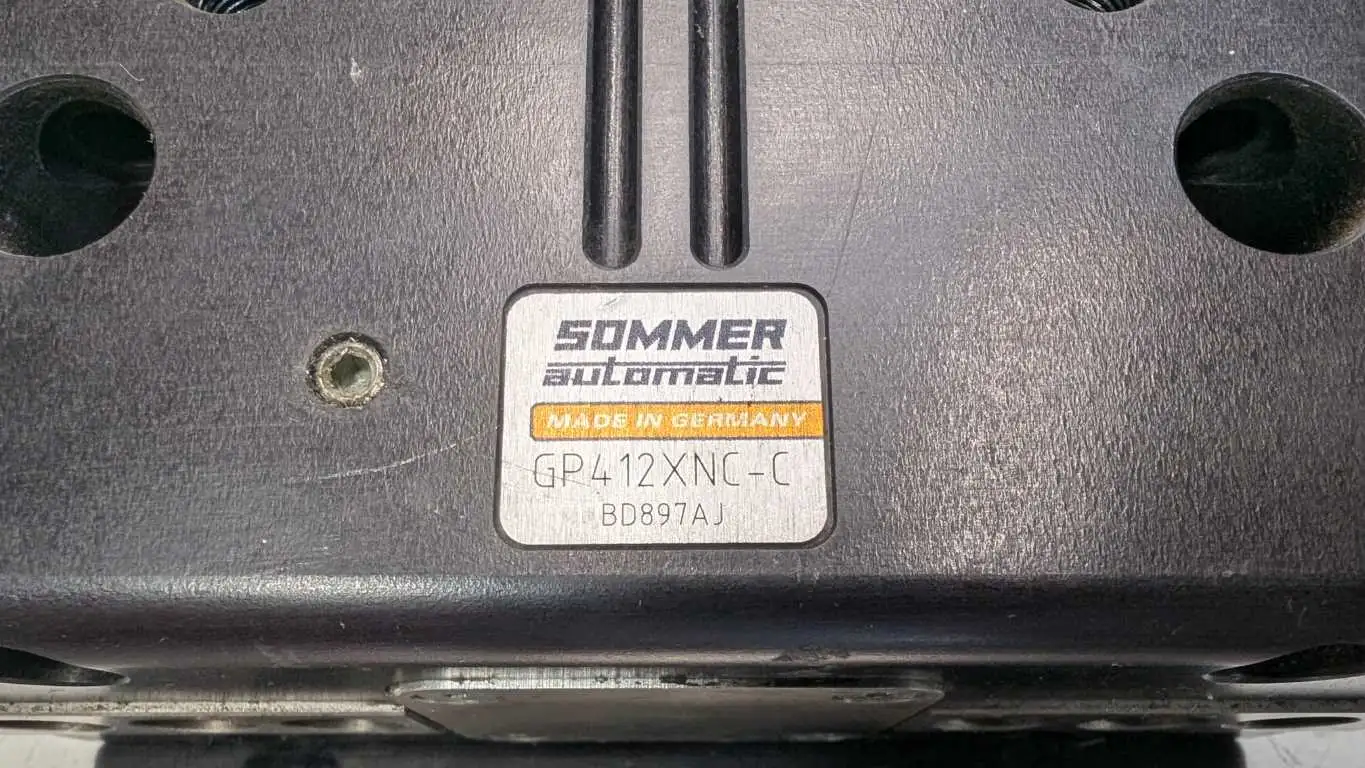 SOMMER
automatic
MADE IN GERMANY
GP412XNC-C
BD897AJ